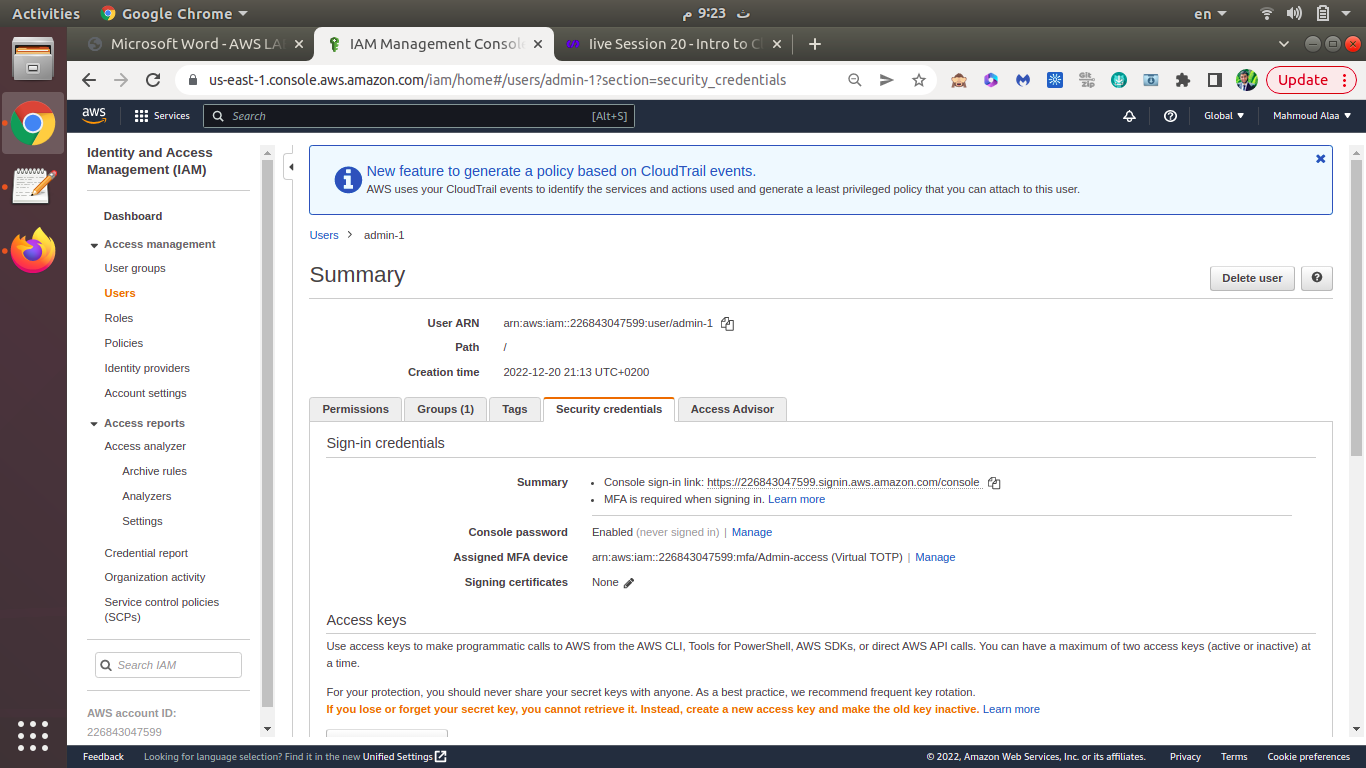 Activities
Google Chrome
ث 9:23 م
en
Microsoft Word - AWS LA
IAM Management Consol
live Session 20 - Intro to C
us-east-1.console.aws.amazon.com/iam/home#/users/admin-1?section=security_credentials
Git
Zip
Update
aws
Services
Search
[Alt+S]
Global
Mahmoud Alaa
Identity and Access
Management (IAM)
Dashboard
Access management
User groups
Users
Roles
Policies
Identity providers
Account settings
Access reports
Access analyzer
Archive rules
Analyzers
Settings
Credential report
Organization activity
Service control policies
(SCPs)
Search IAM
AWS account ID:
226843047599
New feature to generate a policy based on CloudTrail events.
AWS uses your CloudTrail events to identify the services and actions used and generate a least privileged policy that you can attach to this user.
Users > admin-1
Summary
Delete user
User ARN arn:aws:iam::226843047599:user/admin-1
Path /
Creation time 2022-12-20 21:13 UTC+0200
Permissions
Groups (1)
Tags
Security credentials
Access Advisor
Sign-in credentials
Summary
• Console sign-in link: https://226843047599.signin.aws.amazon.com/console
• MFA is required when signing in. Learn more
Console password Enabled (never signed in) | Manage
Assigned MFA device arn:aws:iam::226843047599:mfa/Admin-access (Virtual TOTP) | Manage
Signing certificates None
Access keys
Use access keys to make programmatic calls to AWS from the AWS CLI, Tools for PowerShell, AWS SDKs, or direct AWS API calls. You can have a maximum of two access keys (active or inactive) at
a time.
For your protection, you should never share your secret keys with anyone. As a best practice, we recommend frequent key rotation.
If you lose or forget your secret key, you cannot retrieve it. Instead, create a new access key and make the old key inactive. Learn more
Feedback
Looking for language selection? Find it in the new Unified Settings
© 2022, Amazon Web Services, Inc. or its affiliates.
Privacy
Terms
Cookie preferences